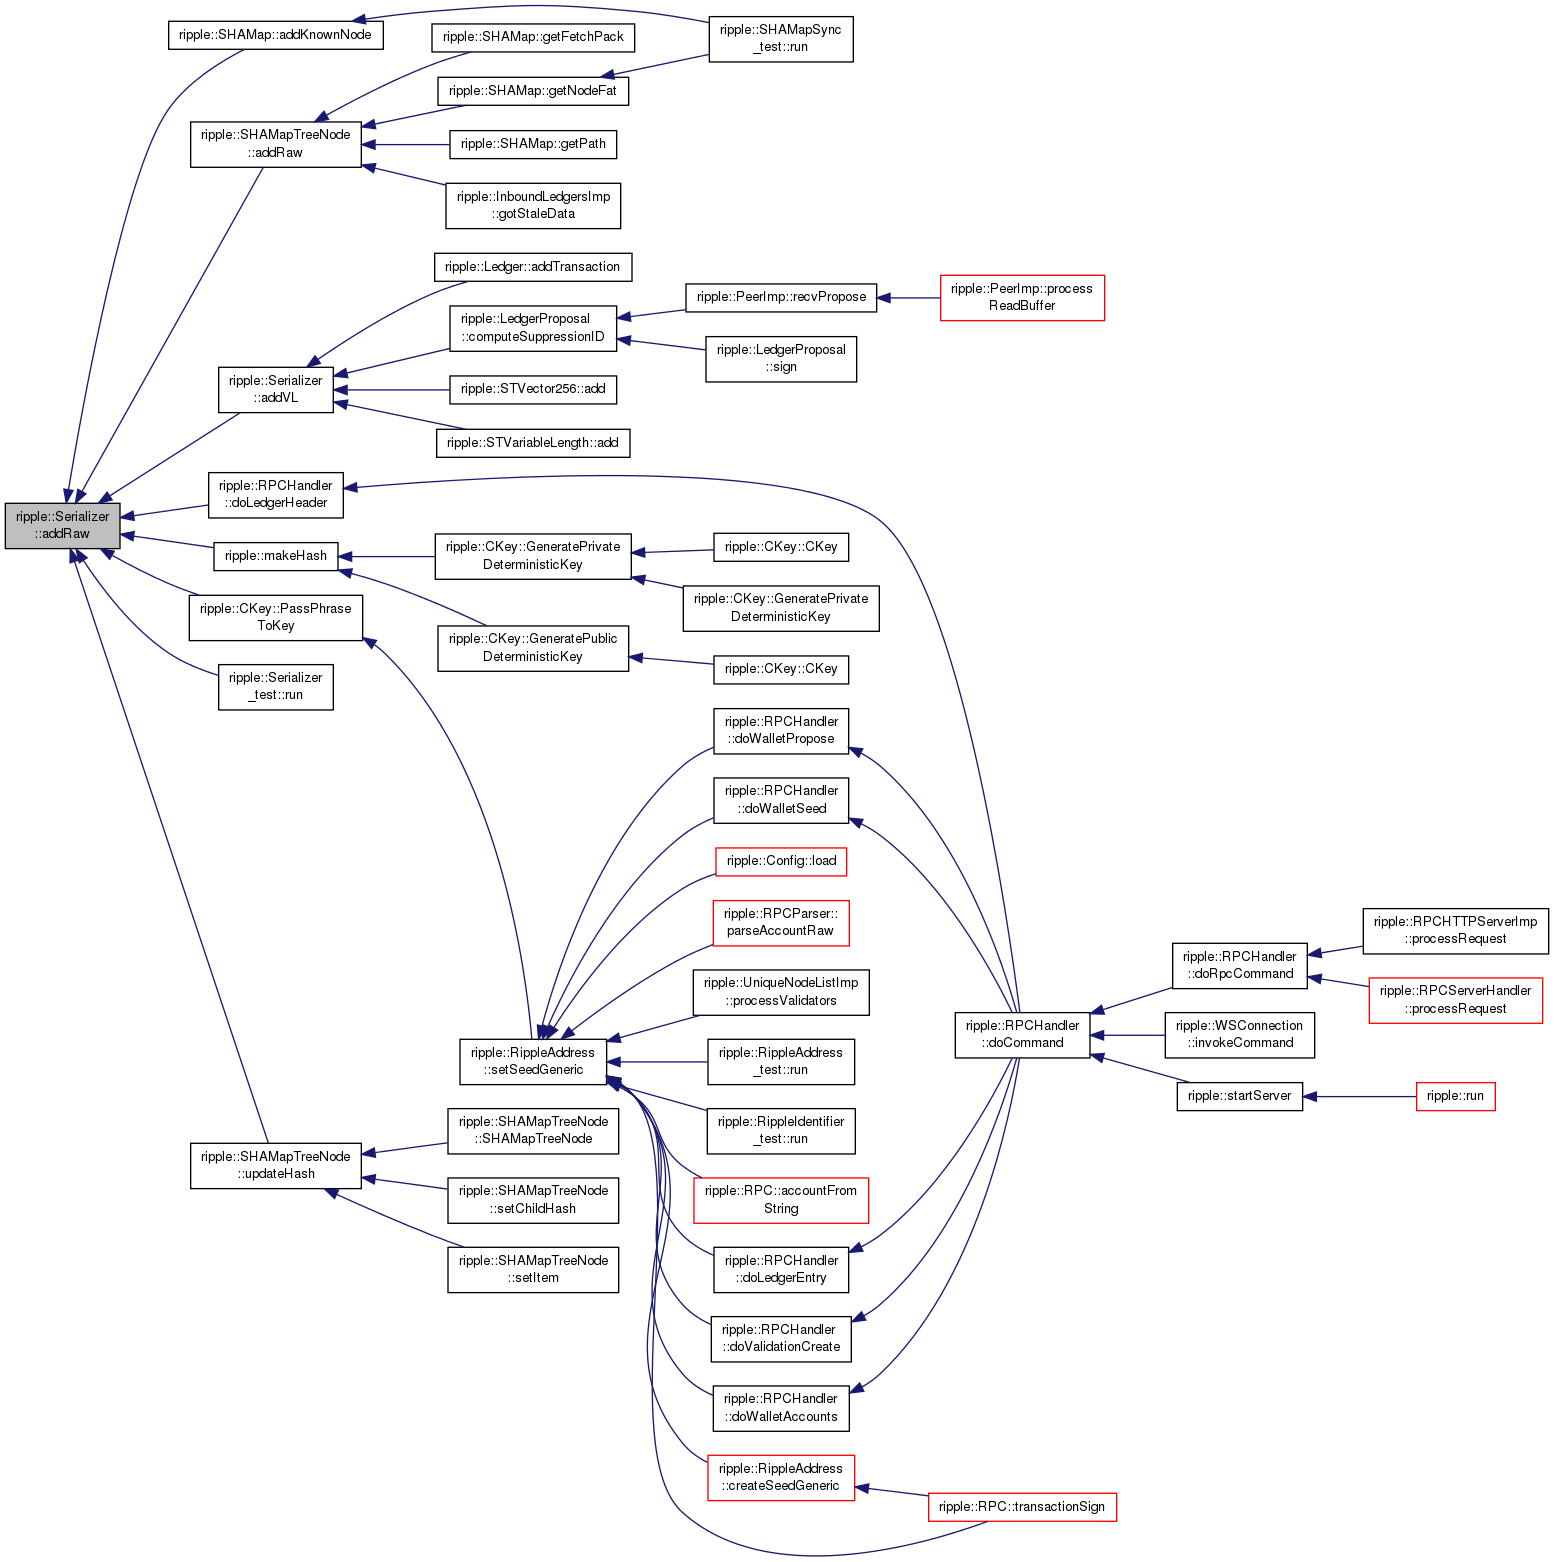 ripple::SHAMap::addKnownNode
ripple::SHAMap::getFetchPack
ripple::SHAMapSync
_test::run
ripple::SHAMap::getNodeFat
ripple::SHAMapTreeNode
::addRaw
ripple::SHAMap::getPath
ripple::InboundLedgersImp
::gotStaleData
ripple::Ledger::addTransaction
ripple::LedgerProposal
::computeSuppressionID
ripple::PeerImp::recvPropose
ripple::PeerImp::process
ReadBuffer
ripple::LedgerProposal
::sign
ripple::Serializer
::addVL
ripple::STVector256::add
ripple::STVariableLength::add
ripple::RPCHandler
::doLedgerHeader
ripple::Serializer
::addRaw
ripple::makeHash
ripple::CKey::GeneratePrivate
DeterministicKey
ripple::CKey::CKey
ripple::CKey::GeneratePrivate
DeterministicKey
ripple::CKey::PassPhrase
ToKey
ripple::CKey::GeneratePublic
DeterministicKey
ripple::CKey::CKey
ripple::Serializer
_test::run
ripple::RPCHandler
::doWalletPropose
ripple::RPCHandler
::doWalletSeed
ripple::Config::load
ripple::RPCParser::
parseAccountRaw
ripple::UniqueNodeListImp
::processValidators
ripple::RippleAddress
::setSeedGeneric
ripple::RippleAddress
_test::run
ripple::RippleIdentifier
_test::run
ripple::RPCHandler
::doCommand
ripple::RPCHandler
::doRpcCommand
ripple::RPCHTTPServerImp
::processRequest
ripple::RPCServerHandler
::processRequest
ripple::WSConnection
::invokeCommand
ripple::startServer
ripple::run
ripple::SHAMapTreeNode
::updateHash
ripple::SHAMapTreeNode
::SHAMapTreeNode
ripple::SHAMapTreeNode
::setChildHash
ripple::SHAMapTreeNode
::setItem
ripple::RPC::accountFrom
String
ripple::RPCHandler
::doLedgerEntry
ripple::RPCHandler
::doValidationCreate
ripple::RPCHandler
::doWalletAccounts
ripple::RippleAddress
::createSeedGeneric
ripple::RPC::transactionSign